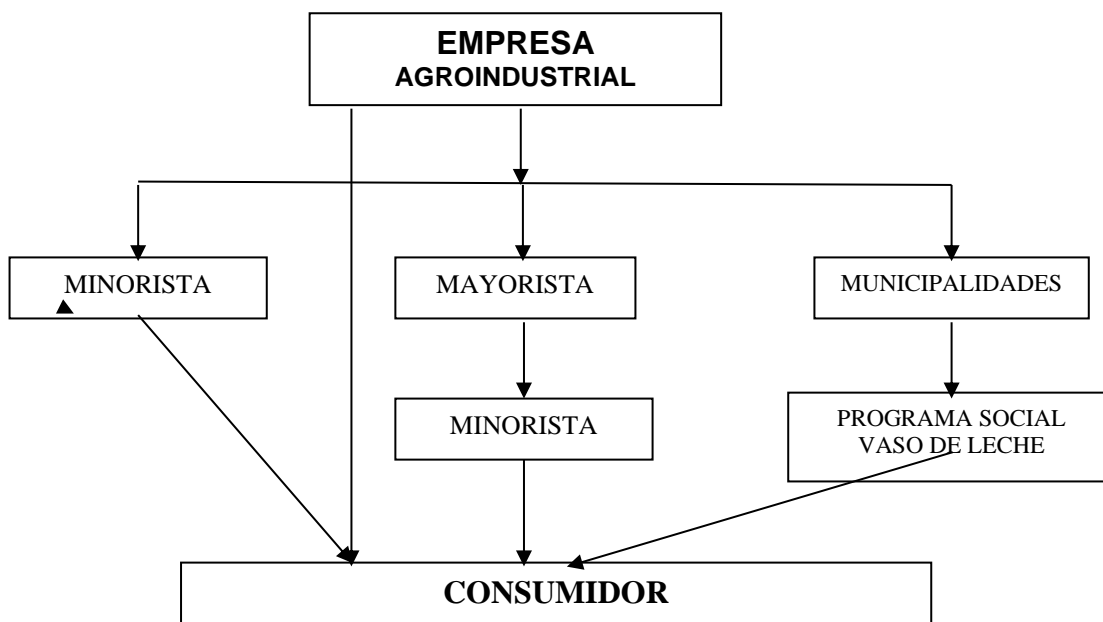 EMPRESA
AGROINDUSTRIAL
MINORISTA
MAYORISTA
MUNICIPALIDADES
MINORISTA
PROGRAMA SOCIAL
VASO DE LECHE
CONSUMIDOR